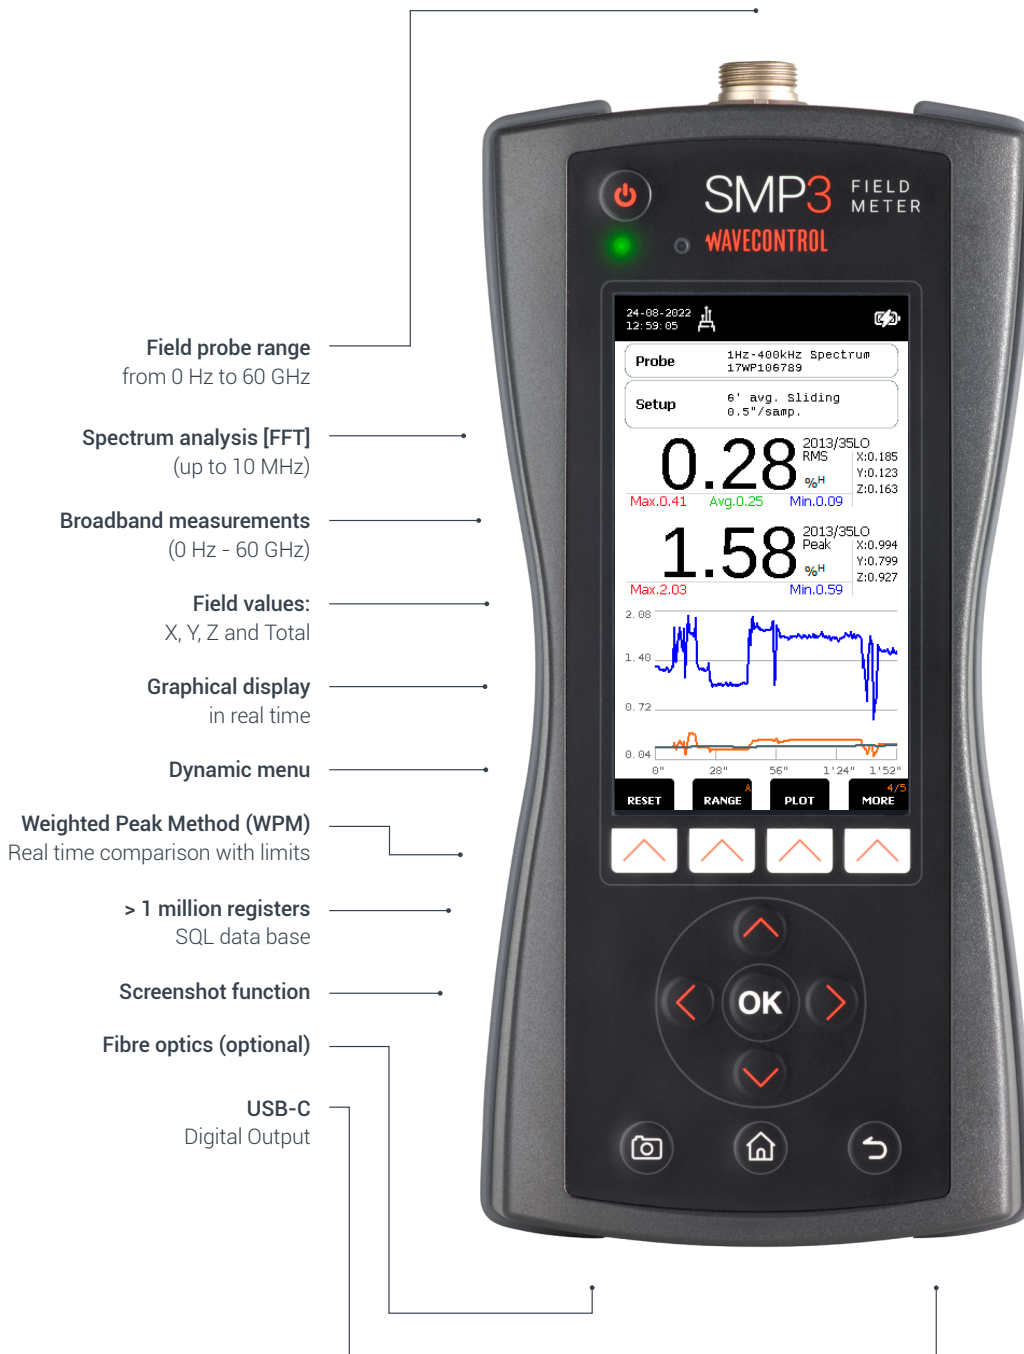 SMP3 FIELD
METER
WAVECONTROL
24-08-2022
12:59:05
Probe 1Hz-400kHz Spectrum
17WP106789
Setup 6' avg. Sliding
0.5"/samp.
0.28 %H
2013/35LO
RMS
X:0.185
Y:0.123
Z:0.163
Max.0.41 Avg.0.25 Min.0.09
1.58 %H
2013/35LO
Peak
X:0.994
Y:0.799
Z:0.927
Max.2.03 Min.0.59
2.08
1.40
0.72
0.04
0" 28" 56" 1'24" 1'52"
A 4/5
RESET RANGE PLOT MORE
OK
Field probe range
from 0 Hz to 60 GHz
Spectrum analysis [FFT]
(up to 10 MHz)
Broadband measurements
(0 Hz - 60 GHz)
Field values:
X, Y, Z and Total
Graphical display
in real time
Dynamic menu
Weighted Peak Method (WPM)
Real time comparison with limits
> 1 million registers
SQL data base
Screenshot function
Fibre optics (optional)
USB-C
Digital Output